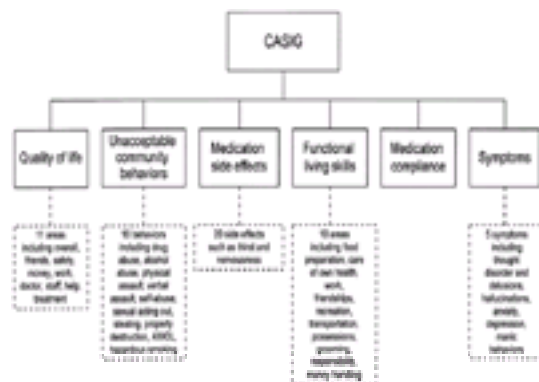 CASIG
Quality of life
Unacceptable
community
behaviors
Medication
side effects
Functional
living skills
Medication
compliance
Symptoms
11 areas
including overall,
friends, safety,
money, work,
doctor, staff, help,
treatment
10 behaviors
including drug
abuse, alcohol
abuse, physical
assault, verbal
assault, self-abuse,
sexual acting out,
stealing, property
destruction,
hazardous smoking
side effects
such as and
nervousness
10 areas
including food
preparation, care
of own health,
work,
friendships,
recreation,
transportation,
possessions,
grooming,
responsibility,
money handling
5 symptoms
including
thought
disorder and
delusions,
hallucinations,
anxiety,
depression,
manic
behaviors